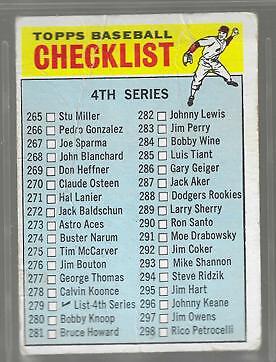 TOPPS BASEBALL
CHECKLIST
4TH SERIES
265 Stu Miller
266 Pedro Gonzalez
267 Joe Sparma
268 John Blanchard
269 Don Heffner
270 Claude Osteen
271 Hal Lanier
272 Jack Baldschun
273 Astro Aces
274 Buster Narum
275 Tim McCarver
276 Jim Bouton
277 George Thomas
278 Calvin Koonce
279 List-4th Series
280 Bobby Knoop
281 Bruce Howard
282 Johnny Lewis
283 Jim Perry
284 Bobby Wine
285 Luis Tiant
286 Gary Geiger
287 Jack Aker
288 Dodgers Rookies
289 Larry Sherry
290 Ron Santo
291 Moe Drabowsky
292 Jim Coker
293 Mike Shannon
294 Steve Ridzik
295 Jim Hart
296 Johnny Keane
297 Jim Owens
298 Rico Petrocelli